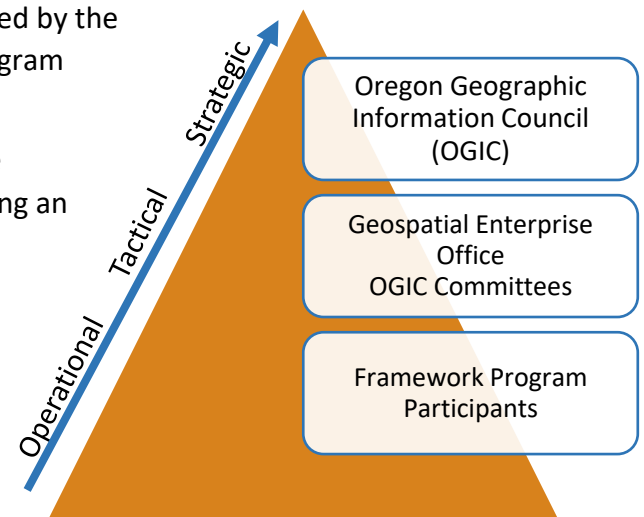 ed by the
gram
ng an
Strategic
Tactical
Operational
Oregon Geographic
Information Council
(OGIC)
Geospatial Enterprise
Office
OGIC Committees
Framework Program
Participants